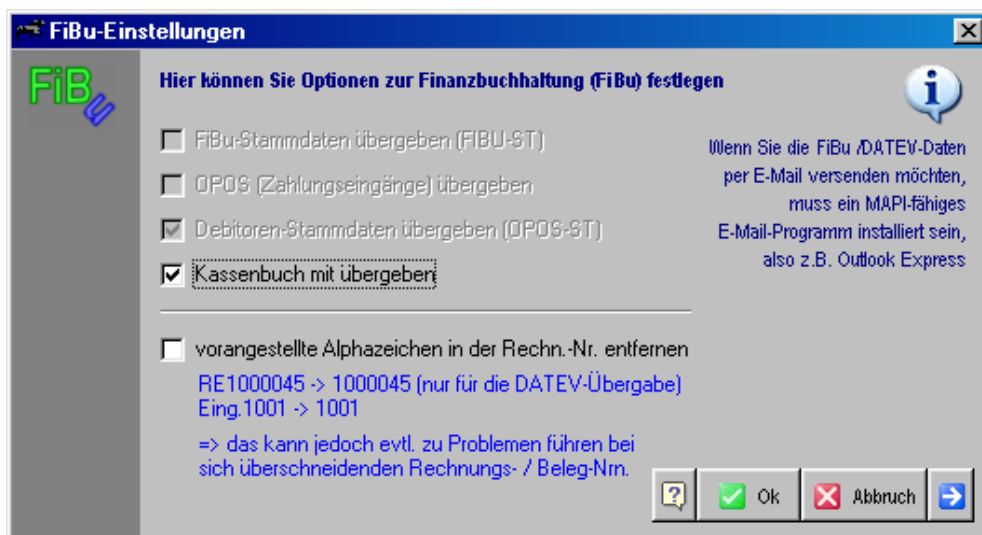 FiBu-Einstellungen
FiBu
Hier können Sie Optionen zur Finanzbuchhaltung (FiBu) festlegen
FiBu-Stammdaten übergeben (FIBU-ST)
OPOS (Zahlungseingänge) übergeben
Debitoren-Stammdaten übergeben (OPOS-ST)
Kassenbuch mit übergeben
Wenn Sie die FiBu /DATEV-Daten
per E-Mail versenden möchten,
muss ein MAPI-fähiges
E-Mail-Programm installiert sein,
also z.B. Outlook Express
vorangestellte Alphazeichen in der Rechn.-Nr. entfernen
RE1000045 -> 1000045 (nur für die DATEV-Übergabe)
Eing.1001 -> 1001
=> das kann jedoch evtl. zu Problemen führen bei
sich überschneidenden Rechnungs- / Beleg-Nrn.
Ok
Abbruch